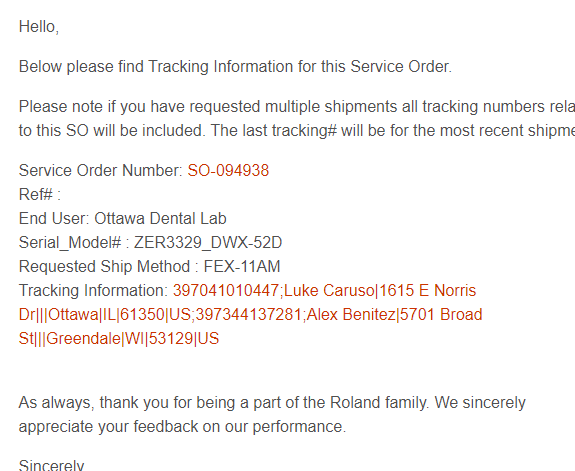 Hello,
Below please find Tracking Information for this Service Order.
Please note if you have requested multiple shipments all tracking numbers rela
to this SO will be included. The last tracking# will be for the most recent shipme
Service Order Number: SO-094938
Ref# :
End User: Ottawa Dental Lab
Serial_Model# : ZER3329_DWX-52D
Requested Ship Method : FEX-11AM
Tracking Information: 397041010447;Luke Caruso|1615 E Norris
Dr|||Ottawa|IL|61350|US;397344137281;Alex Benitez|5701 Broad
St|||Greendale|WI|53129|US
As always, thank you for being a part of the Roland family. We sincerely
appreciate your feedback on our performance.
Sincerely